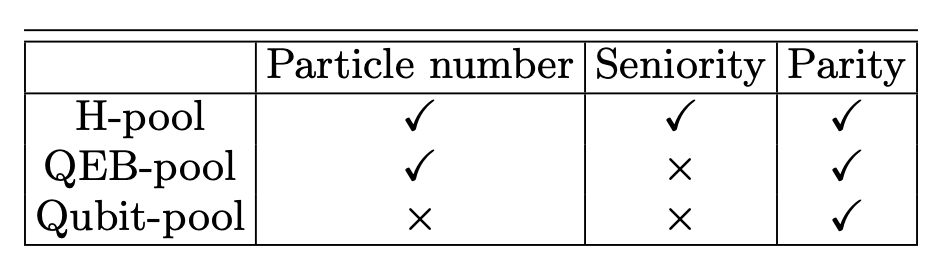 Particle number Seniority Parity
H-pool ✓ ✓ ✓
QEB-pool ✓ × ✓
Qubit-pool × × ✓